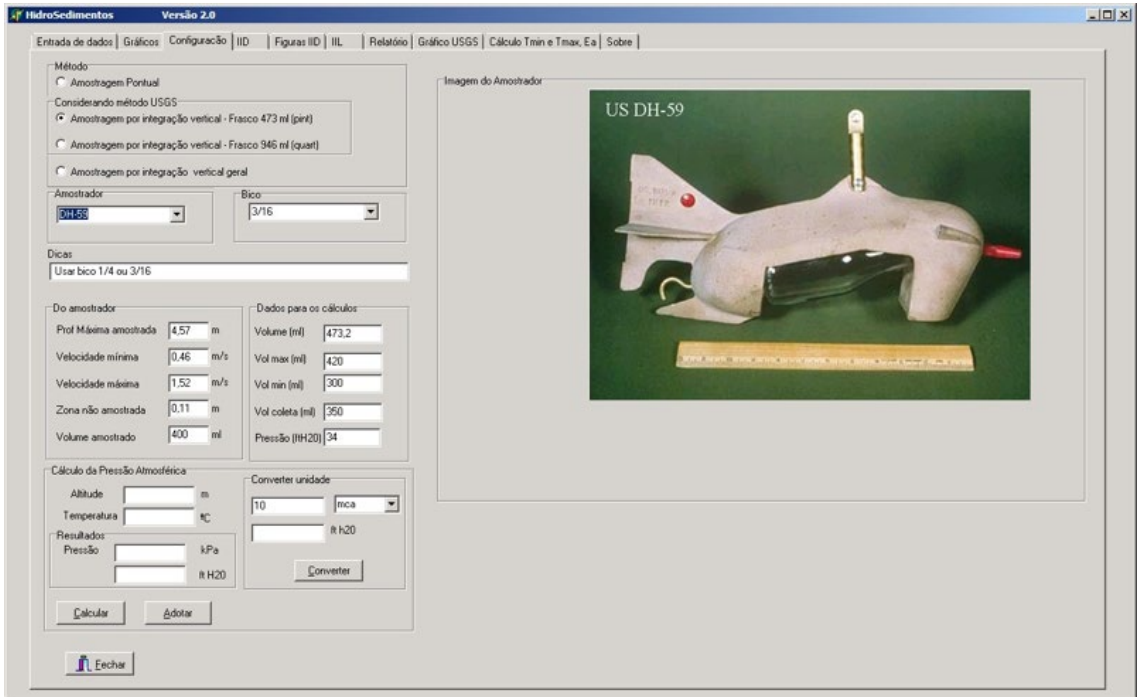 HidroSedimentos Versão 2.0
Entrada de dados Gráficos Configuracão IID Figuras IID IIL Relatório Gráfico USGS Cálculo Tmin e Tmax, Ea Sobre
Método
Amostragem Pontual
Considerando método USGS
Amostragem por integração vertical - Frasco 473 ml (pint)
Amostragem por integração vertical - Frasco 946 ml (quart)
Amostragem por integração vertical geral
Amostrador
DH-59
Bico
3/16
Dicas
Usar bico 1/4 ou 3/16
Do amostrador
Prof Máxima amostrada 4,57 m
Velocidade mínima 0,46 m/s
Velocidade máxima 1,52 m/s
Zona não amostrada 0,11 m
Volume amostrado 400 ml
Dados para os cálculos
Volume (ml) 473,2
Vol max (ml) 420
Vol min (ml) 300
Vol coleta (ml) 350
Pressão (ftH20) 34
Cálculo da Pressão Atmosférica
Altitude m
Temperatura ºC
Resultados
Pressão kPa
ft H20
Converter unidade
10 mca
ft h20
Converter
Calcular Adotar
Fechar
Imagem do Amostrador
US DH-59